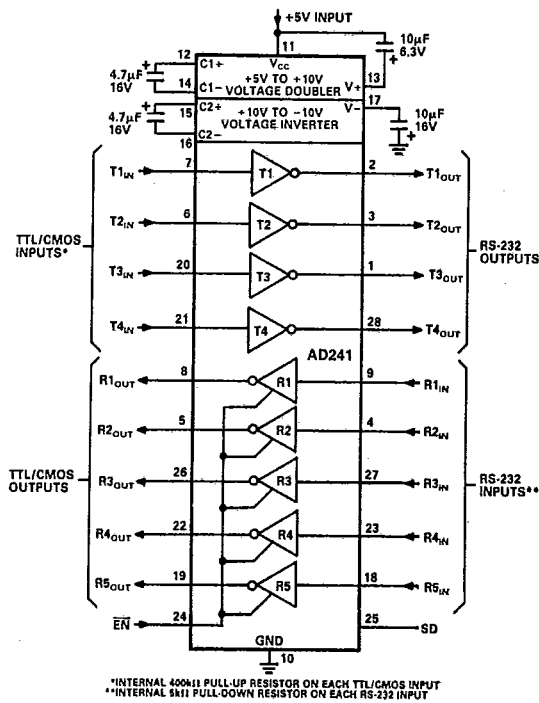 +5V INPUT
11
VCC
12
C1+
4.7µF
16V
14
C1–
+5V TO +10V
VOLTAGE DOUBLER
10µF
6.3V
13
V+
C2+
15
4.7µF
16V
C2–
16
+10V TO –10V
VOLTAGE INVERTER
17
V–
10µF
16V
TTL/CMOS
INPUTS*
T1IN 7 T1 2 T1OUT
T2IN 6 T2 3 T2OUT
T3IN 20 T3 1 T3OUT
T4IN 21 T4 28 T4OUT
RS-232
OUTPUTS
AD241
TTL/CMOS
OUTPUTS
R1OUT 8 R1 9 R1IN
R2OUT 5 R2 4 R2IN
R3OUT 26 R3 27 R3IN
R4OUT 22 R4 23 R4IN
R5OUT 19 R5 18 R5IN
RS-232
INPUTS**
EN 24
25 SD
GND
10
*INTERNAL 400kΩ PULL-UP RESISTOR ON EACH TTL/CMOS INPUT
**INTERNAL 5kΩ PULL-DOWN RESISTOR ON EACH RS-232 INPUT